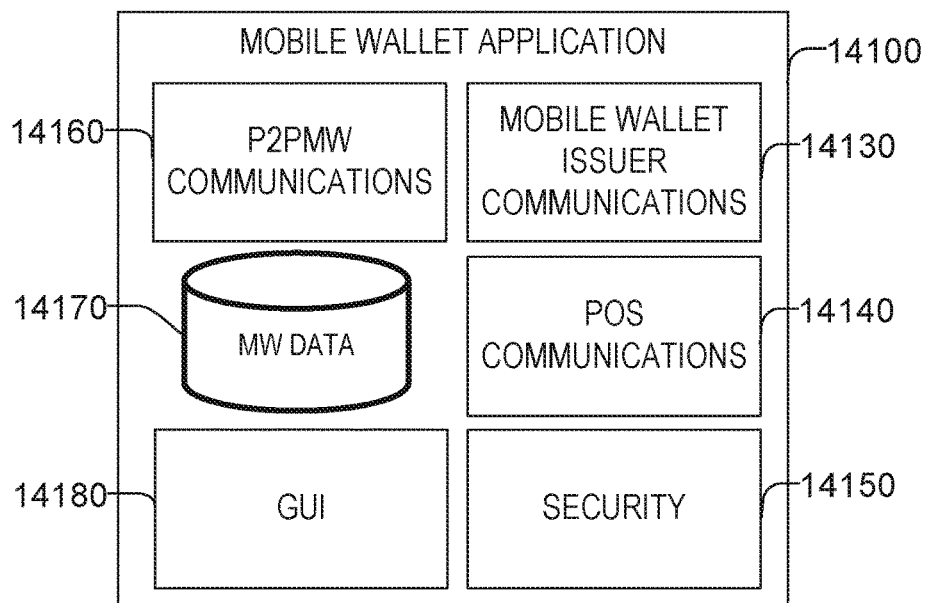 MOBILE WALLET APPLICATION
14100
14160
P2PMW
COMMUNICATIONS
MOBILE WALLET
ISSUER
COMMUNICATIONS
14130
14170
MW DATA
POS
COMMUNICATIONS
14140
14180
GUI
SECURITY
14150